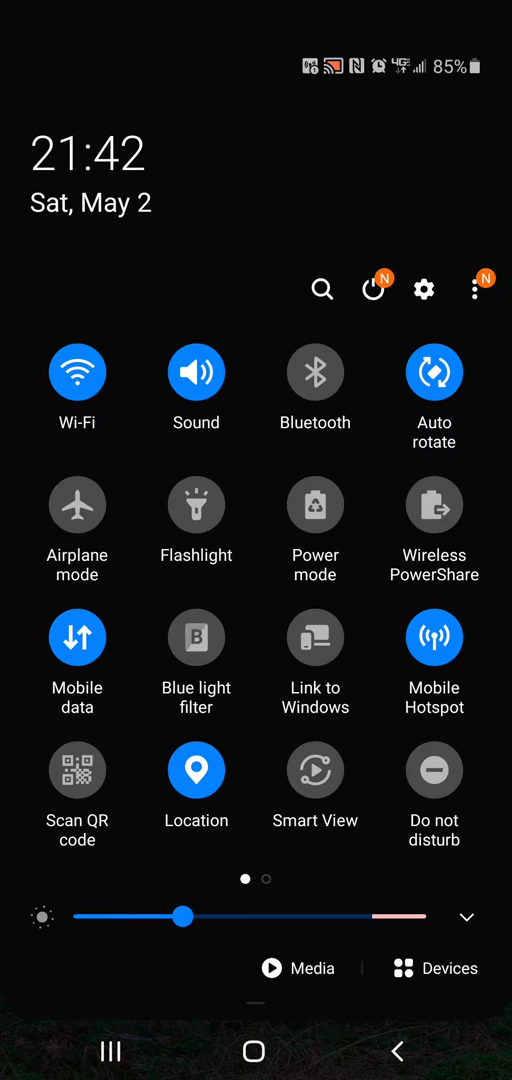 4GE 85%
21:42
Sat, May 2
N N
Wi-Fi Sound Bluetooth Auto
rotate
Airplane Flashlight Power Wireless
mode mode PowerShare
B
Mobile Blue light Link to Mobile
data filter Windows Hotspot
Scan QR Location Smart View Do not
code disturb
Media Devices